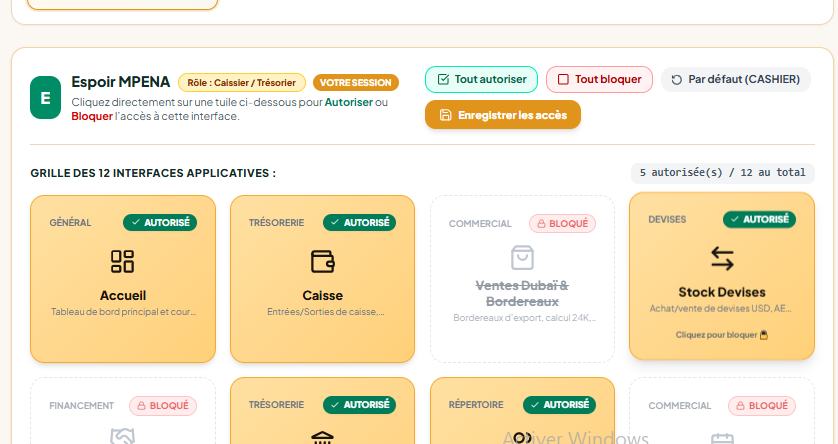 E
Espoir MPENA
Rôle : Caissier / Trésorier
VOTRE SESSION
Cliquez directement sur une tuile ci-dessous pour Autoriser ou
Bloquer l'accès à cette interface.
Tout autoriser
Tout bloquer
Par défaut (CASHIER)
Enregistrer les accès
GRILLE DES 12 INTERFACES APPLICATIVES :
5 autorisée(s) / 12 au total
GÉNÉRAL
AUTORISÉ
Accueil
Tableau de bord principal et cour...
TRÉSORERIE
AUTORISÉ
Caisse
Entrées/Sorties de caisse,...
COMMERCIAL
BLOQUÉ
Ventes Dubaï &
Bordereaux
Bordereaux d'export, calcul 24K,...
DEVISES
AUTORISÉ
Stock Devises
Achat/vente de devises USD, AE...
Cliquez pour bloquer
FINANCEMENT
BLOQUÉ
TRÉSORERIE
AUTORISÉ
RÉPERTOIRE
AUTORISÉ
COMMERCIAL
BLOQUÉ
Activer Windows